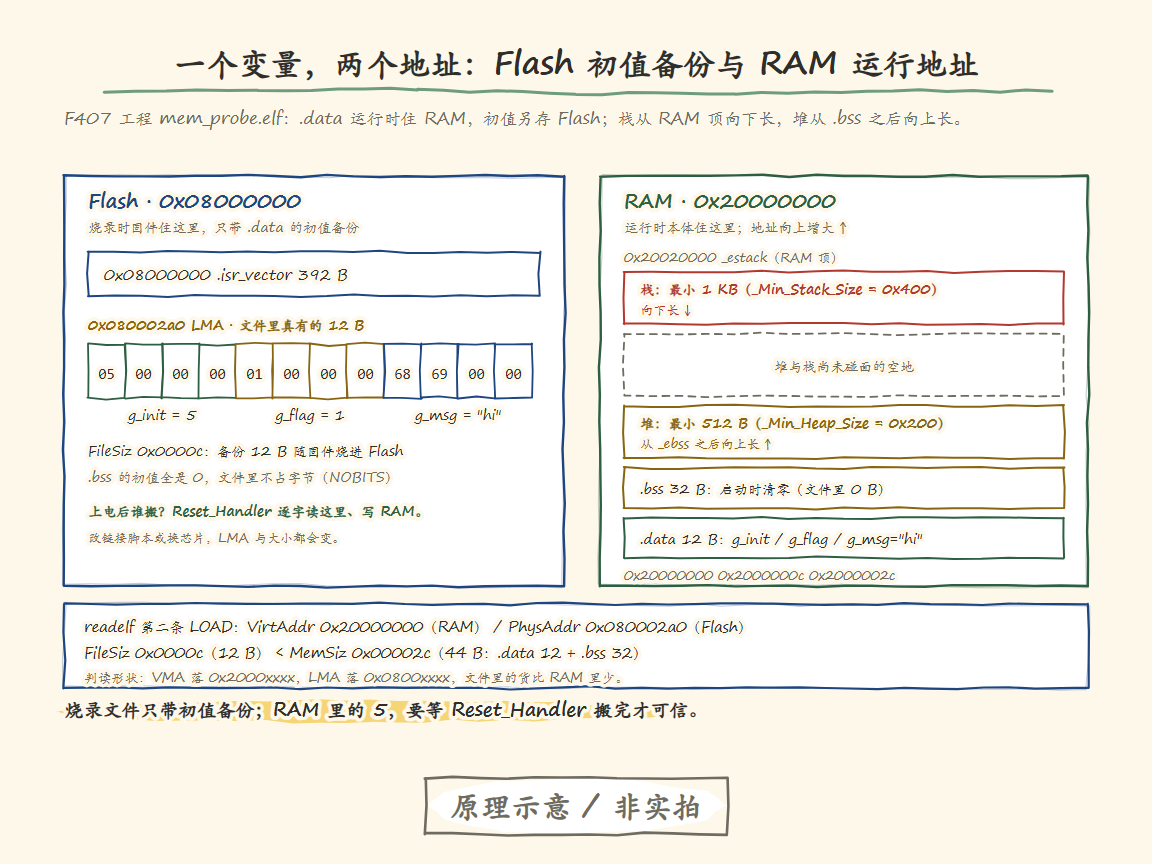 一个变量，两个地址：Flash 初值备份与 RAM 运行地址
F407 工程 mem_probe.elf：.data 运行时住 RAM，初值另存 Flash；栈从 RAM 顶向下长，堆从 .bss 之后向上长。
Flash · 0x08000000
烧录时固件住这里，只带 .data 的初值备份
0x08000000 .isr_vector 392 B
0x080002a0 LMA · 文件里真有的 12 B
05 00 00 00 01 00 00 00 68 69 00 00
g_init = 5 g_flag = 1 g_msg = "hi"
FileSiz 0x0000c：备份 12 B 随固件烧进 Flash
.bss 的初值全是 0，文件里不占字节（NOBITS）
上电后谁搬？Reset_Handler 逐字读这里、写 RAM。
改链接脚本或换芯片，LMA 与大小都会变。
RAM · 0x20000000
运行时本体住这里；地址向上增大↑
0x20020000 _estack（RAM 顶）
栈：最小 1 KB（_Min_Stack_Size = 0x400）
向下长↓
堆与栈尚未碰面的空地
堆：最小 512 B（_Min_Heap_Size = 0x200）
从 _ebss 之后向上长↑
.bss 32 B：启动时清零（文件里 0 B）
.data 12 B：g_init / g_flag / g_msg="hi"
0x20000000 0x2000000c 0x2000002c
readelf 第二条 LOAD：VirtAddr 0x20000000（RAM） / PhysAddr 0x080002a0（Flash）
FileSiz 0x0000c（12 B） < MemSiz 0x00002c（44 B：.data 12 + .bss 32）
判读形状：VMA 落 0x2000xxxx，LMA 落 0x0800xxxx，文件里的货比 RAM 里少。
烧录文件只带初值备份；RAM 里的 5，要等 Reset_Handler 搬完才可信。
原理示意 / 非实拍